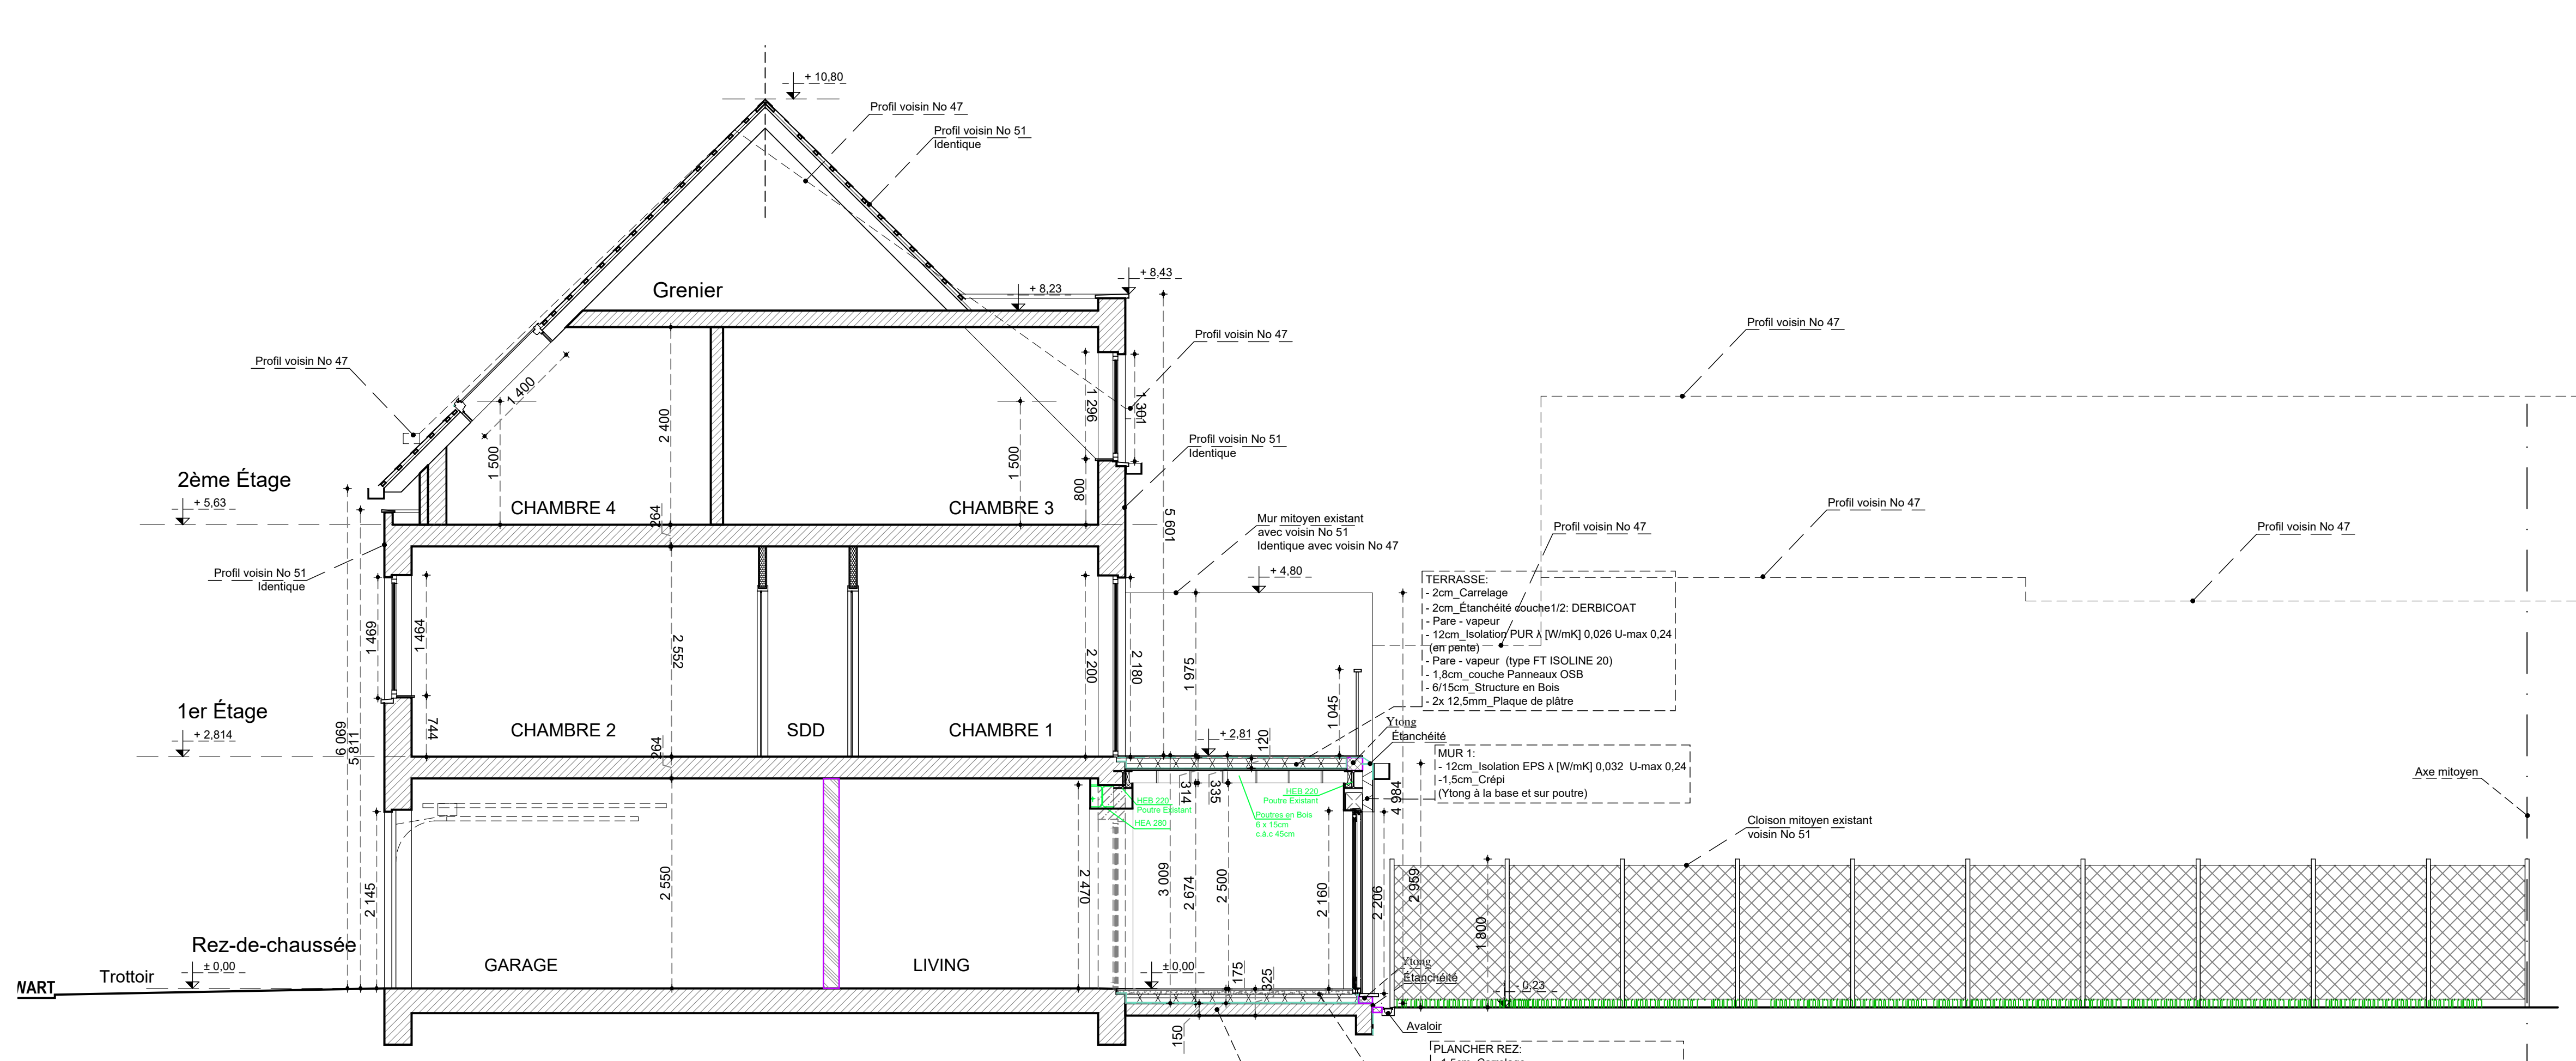 + 10,80
Profil voisin No 47
Profil voisin No 51
Identique
+ 8,43
+ 8,23
Grenier
Profil voisin No 47
Profil voisin No 47
Profil voisin No 47
1 400
2 400
1 500
1 500
1 296
1 301
800
Profil voisin No 51
Identique
2ème Étage
+ 5,63
CHAMBRE 4
CHAMBRE 3
264
5 601
Mur mitoyen existant
avec voisin No 51
Identique avec voisin No 47
Profil voisin No 47
Profil voisin No 47
Profil voisin No 47
Profil voisin No 51
Identique
+ 4,80
TERRASSE:
- 2cm_Carrelage
- 2cm_Étanchéité couche1/2: DERBICOAT
- Pare - vapeur
- 12cm_Isolation PUR λ [W/mK] 0,026 U-max 0,24
(en pente)
- Pare - vapeur (type FT ISOLINE 20)
- 1,8cm_couche Panneaux OSB
- 6/15cm_Structure en Bois
- 2x 12,5mm_Plaque de plâtre
1 469
1 464
2 552
2 200
2 180
1 975
1 045
1er Étage
+ 2,814
6 069
5 811
744
CHAMBRE 2
SDD
CHAMBRE 1
264
+ 2,81
120
Ytong
Étanchéité
MUR 1:
- 12cm_Isolation EPS λ [W/mK] 0,032 U-max 0,24
-1,5cm_Crépi
(Ytong à la base et sur poutre)
Axe mitoyen
HEB 220
Poutre Existant
HEA 280
314
335
HEB 220
Poutre Existant
Poutres en Bois
6 x 15cm
c.à.c 45cm
4 984
Cloison mitoyen existant
voisin No 51
2 145
2 550
2 470
3 009
2 674
2 500
2 160
2 206
2 959
1 800
Rez-de-chaussée
± 0,00
Trottoir
WART
GARAGE
LIVING
± 0,00
175
325
Ytong
Étanchéité
- 0,23
150
Avaloir
PLANCHER REZ:
- 1,5cm_Carrelage